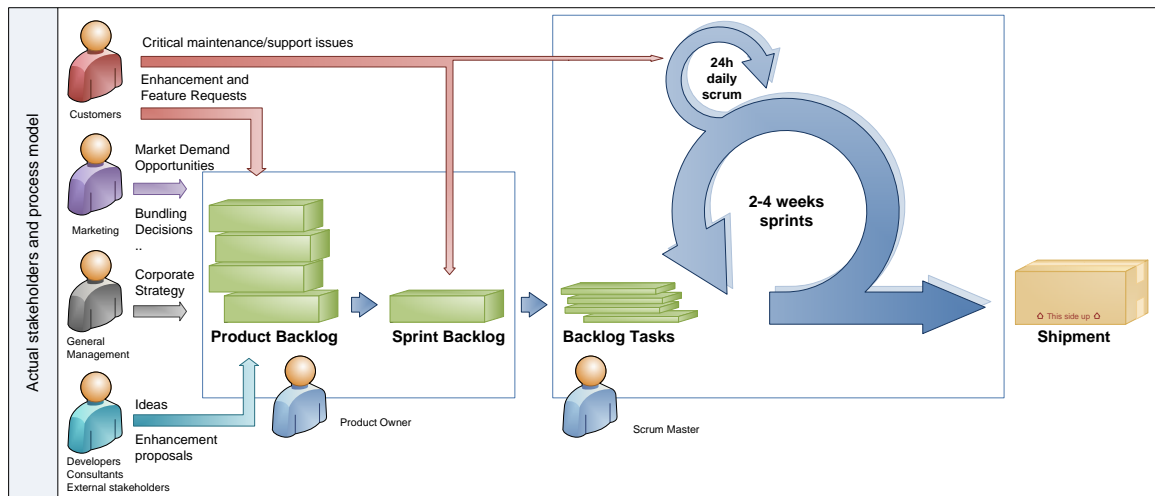 Actual stakeholders and process model
Critical maintenance/support issues
Enhancement and
Feature Requests
Customers
Market Demand
Opportunities
Marketing
Bundling
Decisions
..
Corporate
Strategy
General
Management
Ideas
Enhancement
proposals
Developers
Consultants
External stakeholders
Product Backlog
Sprint Backlog
Product Owner
Backlog Tasks
Scrum Master
24h
daily
scrum
2-4 weeks
sprints
This side up
Shipment